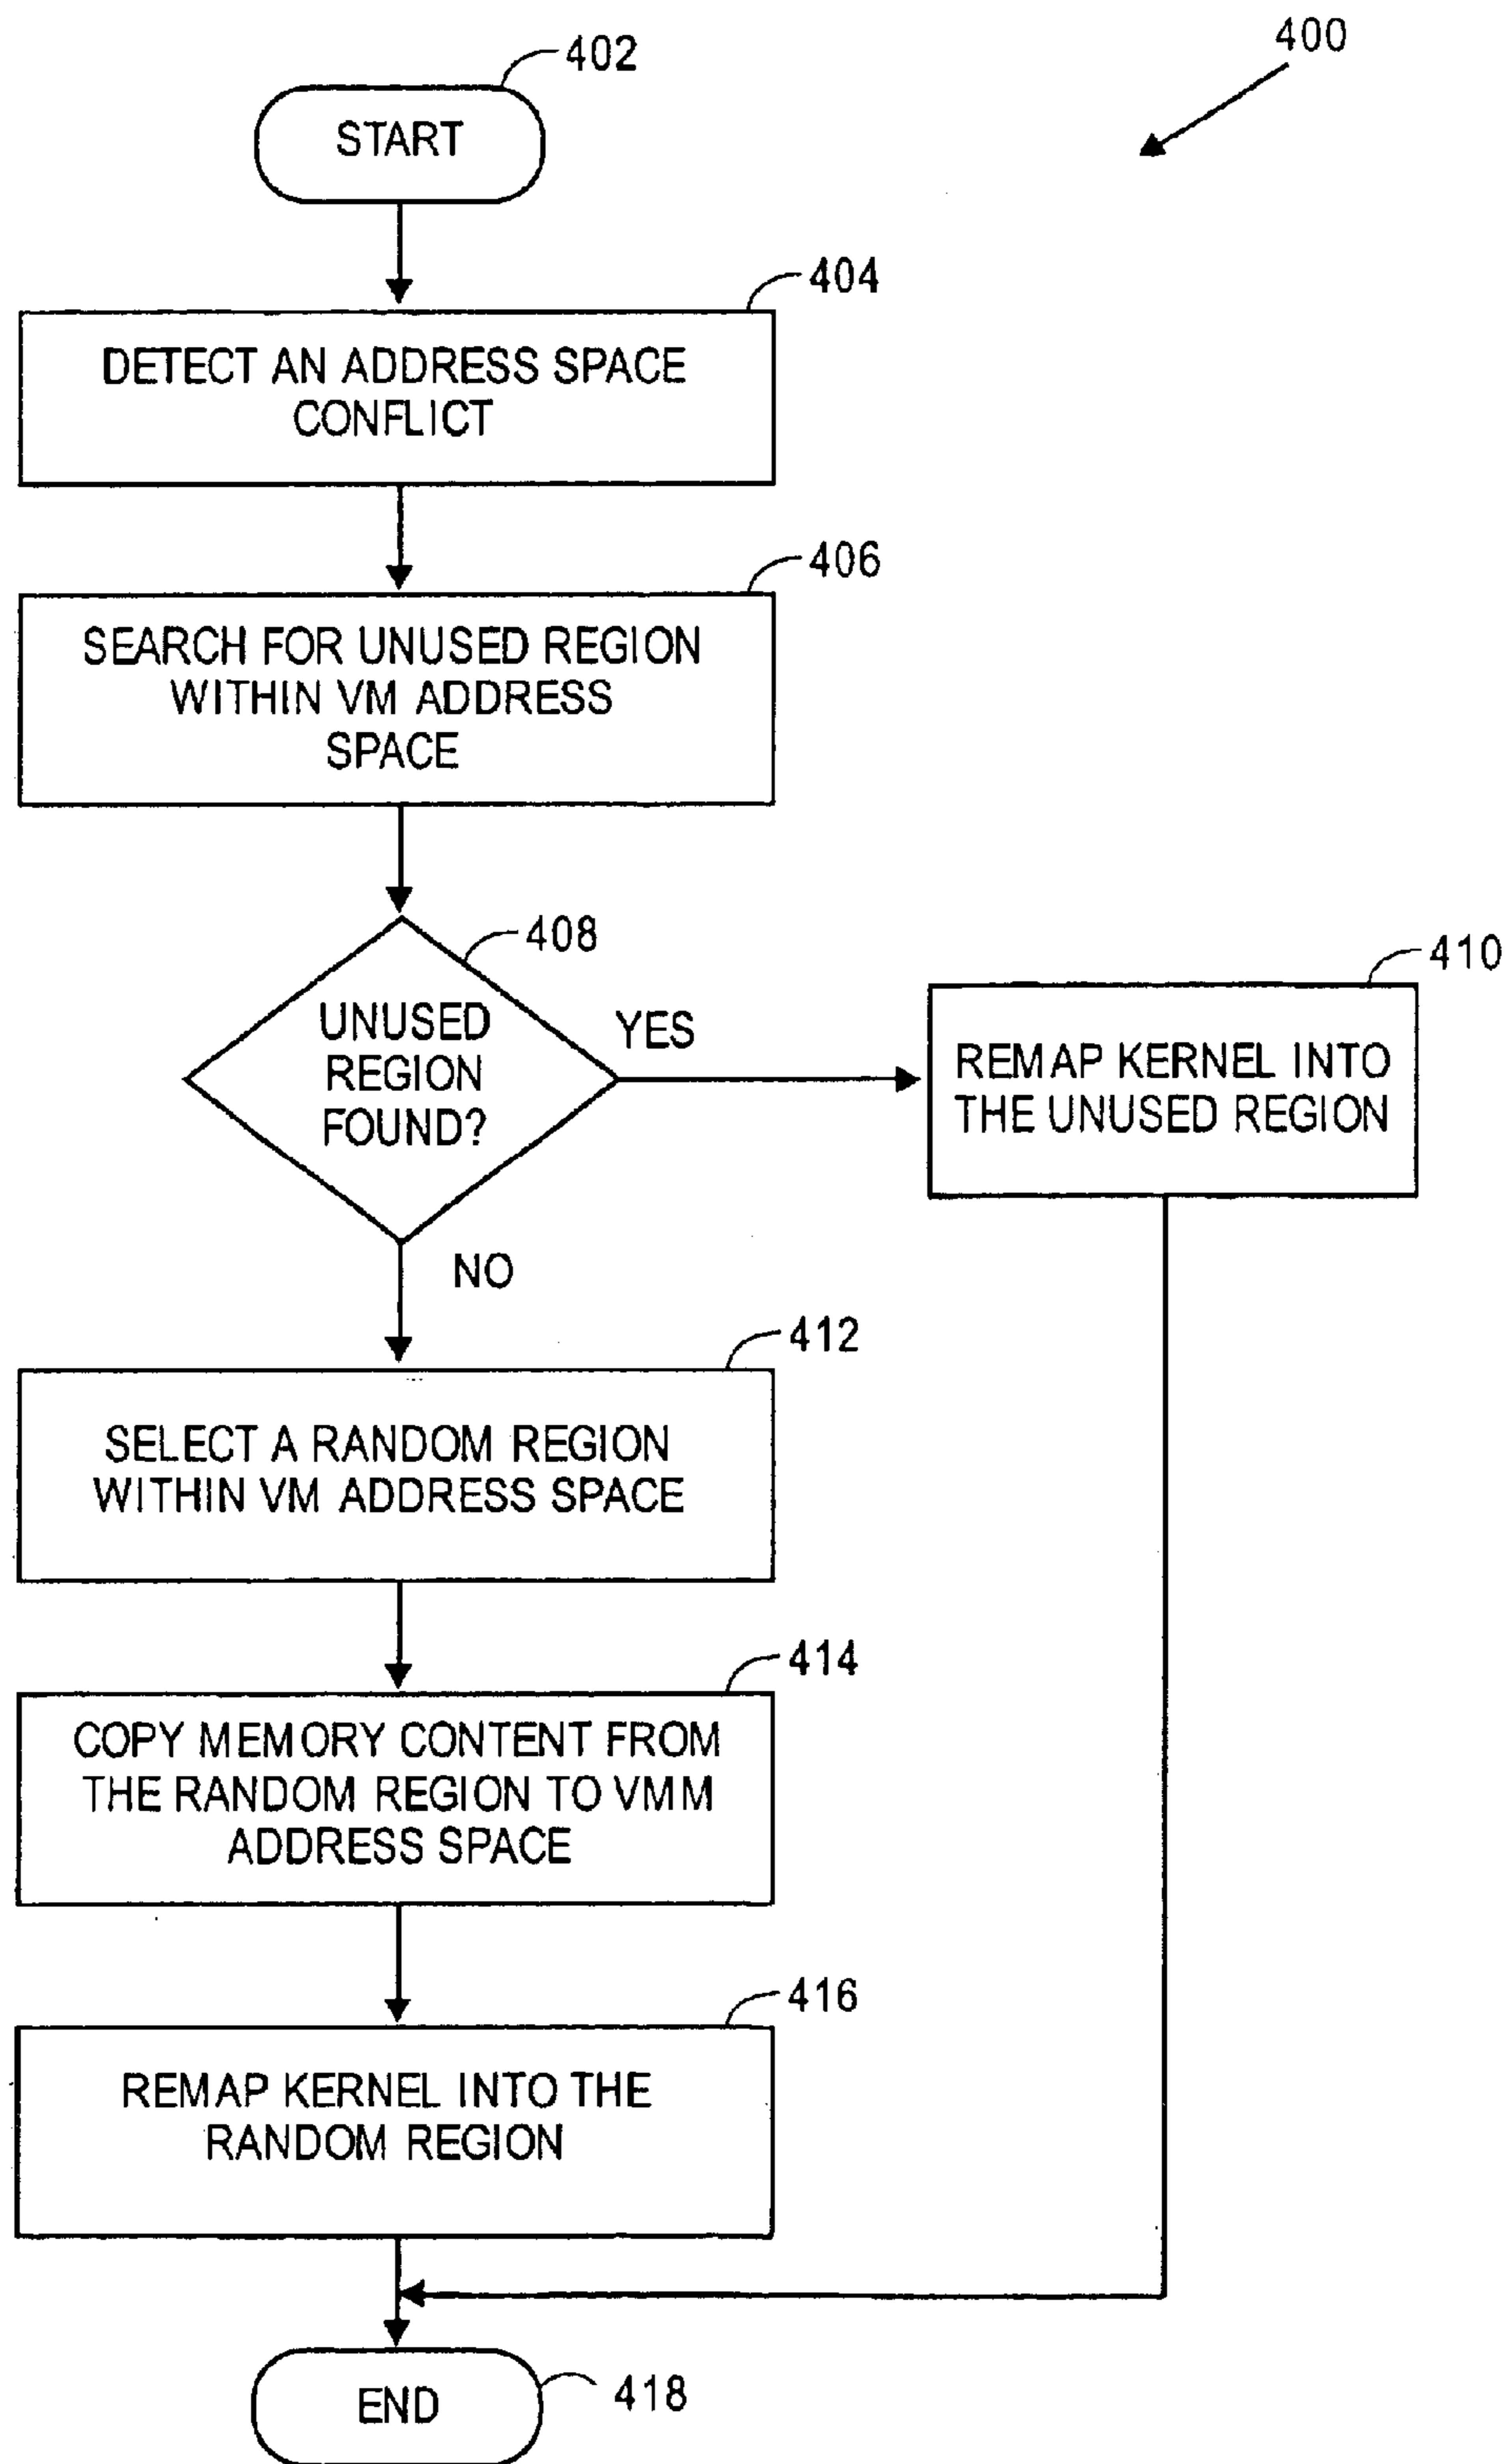 400
402
START
404
DETECT AN ADDRESS SPACE
CONFLICT
406
SEARCH FOR UNUSED REGION
WITHIN VM ADDRESS
SPACE
408
UNUSED
REGION
FOUND?
YES
410
REMAP KERNEL INTO
THE UNUSED REGION
NO
412
SELECT A RANDOM REGION
WITHIN VM ADDRESS SPACE
414
COPY MEMORY CONTENT FROM
THE RANDOM REGION TO VMM
ADDRESS SPACE
416
REMAP KERNEL INTO THE
RANDOM REGION
END
418